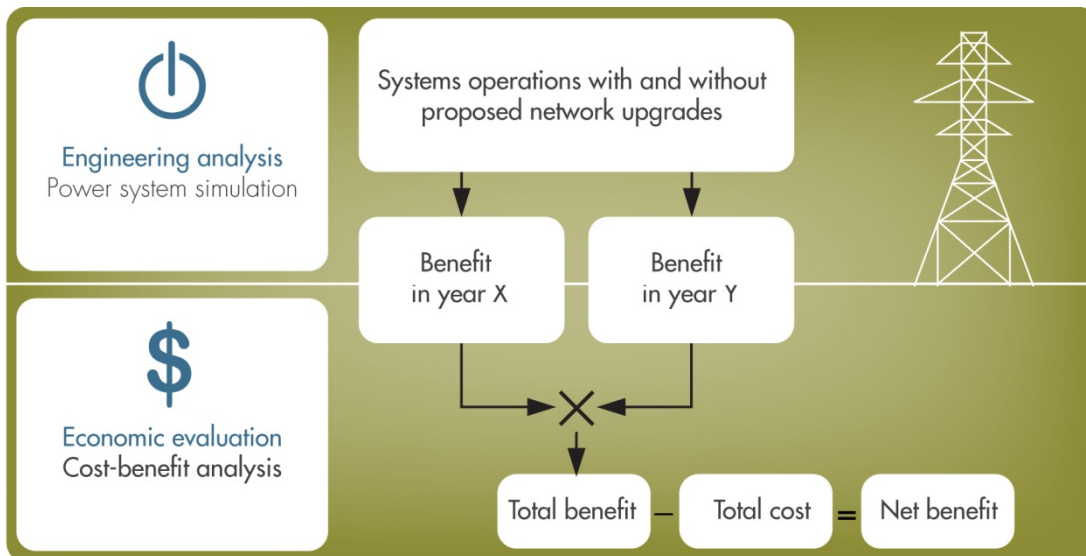 Engineering analysis
Power system simulation
Systems operations with and without
proposed network upgrades
Benefit
in year X
Benefit
in year Y
$
Economic evaluation
Cost-benefit analysis
Total benefit – Total cost = Net benefit